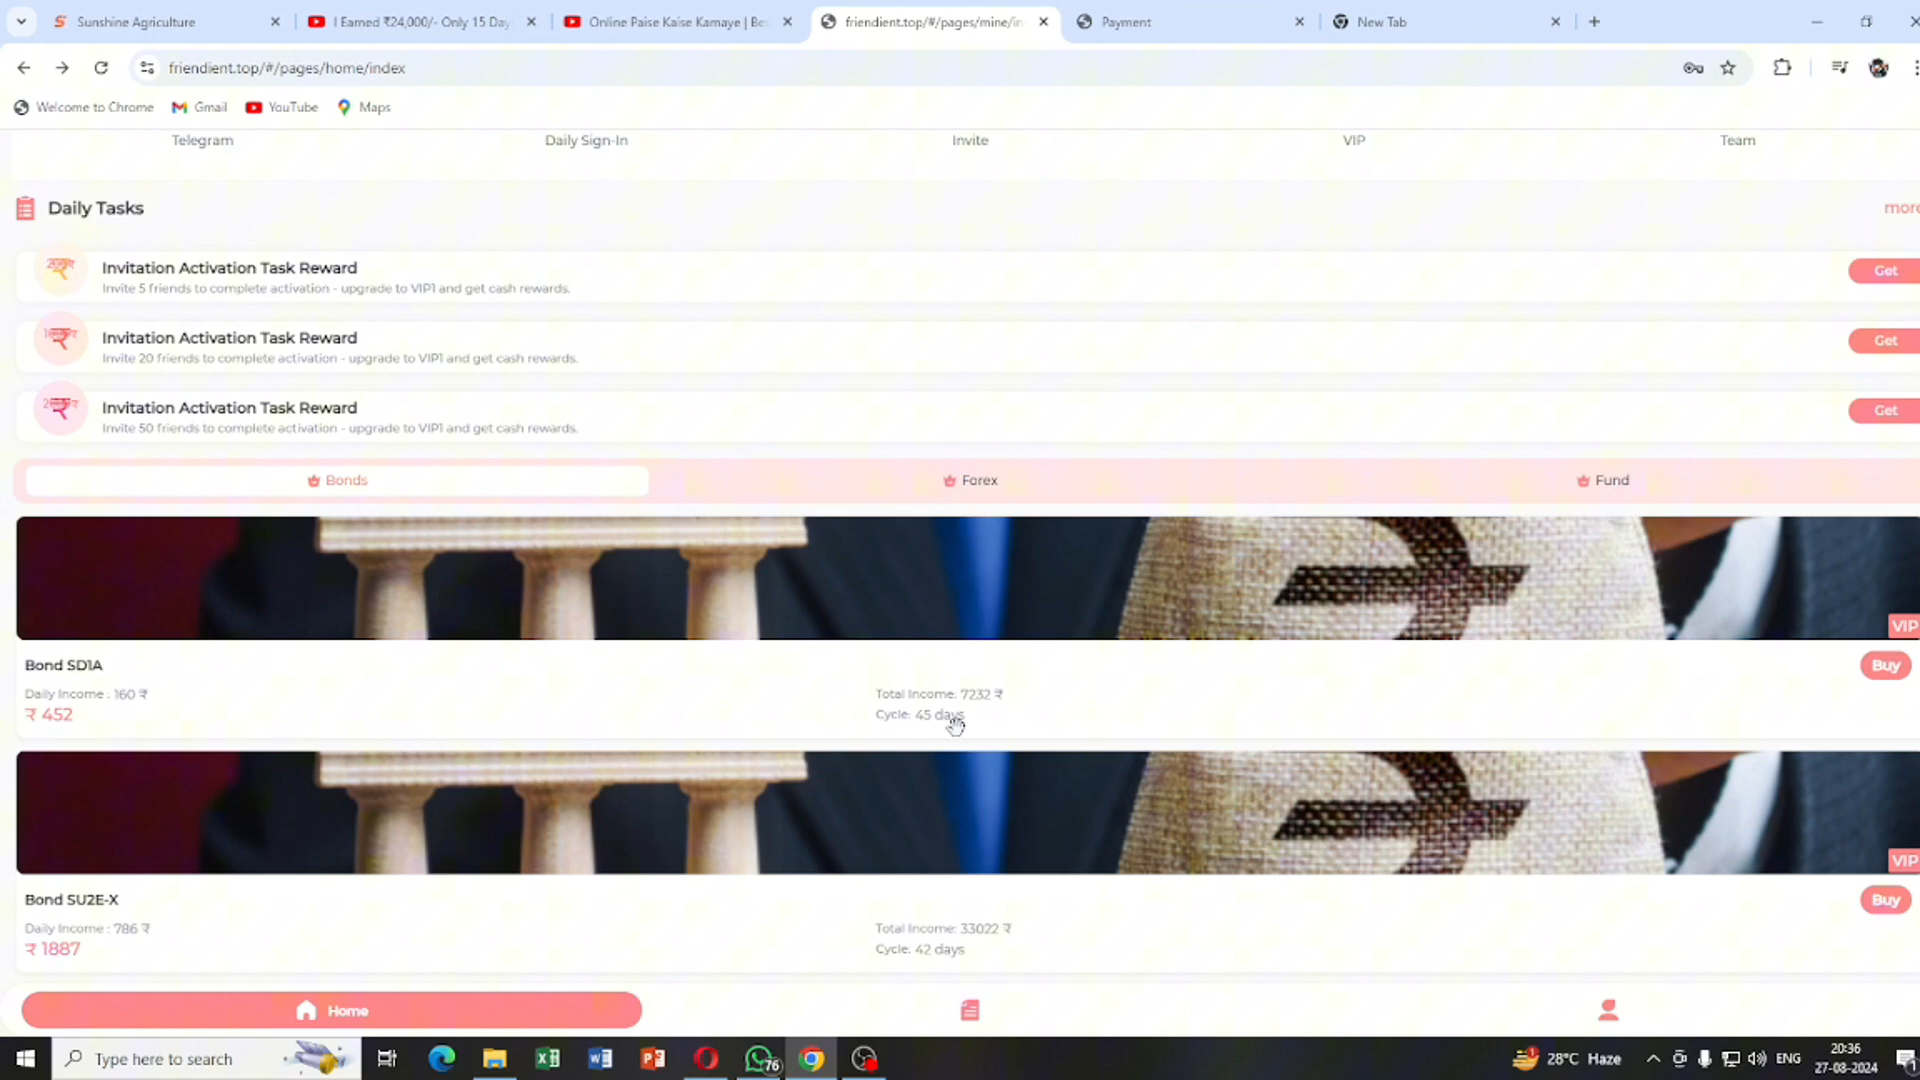 Sunshine Agriculture
I Earned ₹24,000/- Only 15 Day
Online Paise Kaise Kamaye | Be
friendient.top/#/pages/mine/in
Payment
New Tab
friendient.top/#/pages/home/index
Welcome to Chrome
Gmail
YouTube
Maps
Telegram
Daily Sign-In
Invite
VIP
Team
Daily Tasks
more
Invitation Activation Task Reward
Get
Invite 5 friends to complete activation - upgrade to VIP1 and get cash rewards.
Invitation Activation Task Reward
Get
Invite 20 friends to complete activation - upgrade to VIP1 and get cash rewards.
Invitation Activation Task Reward
Get
Invite 50 friends to complete activation - upgrade to VIP1 and get cash rewards.
Bonds
Forex
Fund
VIP
Bond SD1A
Buy
Daily Income : 160 ₹
Total Income: 7232 ₹
₹ 452
Cycle: 45 days
VIP
Bond SU2E-X
Buy
Daily Income : 786 ₹
Total Income: 33022 ₹
₹ 1887
Cycle: 42 days
Home
Type here to search
76
28°C Haze
ENG
20:36
27-08-2024